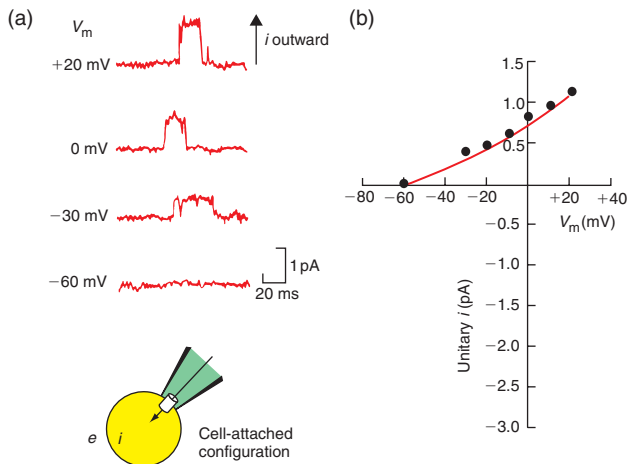 (a)
Vm
+20 mV
i outward
0 mV
−30 mV
−60 mV
1 pA
20 ms
e
i
Cell-attached
configuration
(b)
1.5
1.0
0.5
−80 −60 −40 −20 0 +20 +40
Vm (mV)
−0.5
−1.0
−1.5
−2.0
−2.5
−3.0
Unitary i (pA)